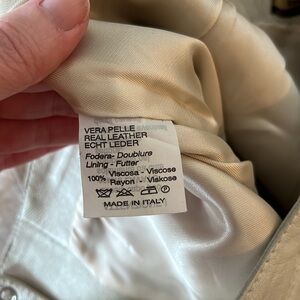 VERA PELLE
REAL LEATHER
ECHT LEDER
Fodera- Doublure
Lining - Futter
100% Viscosa - Viscose
Rayon - Viskose
MADE IN ITALY